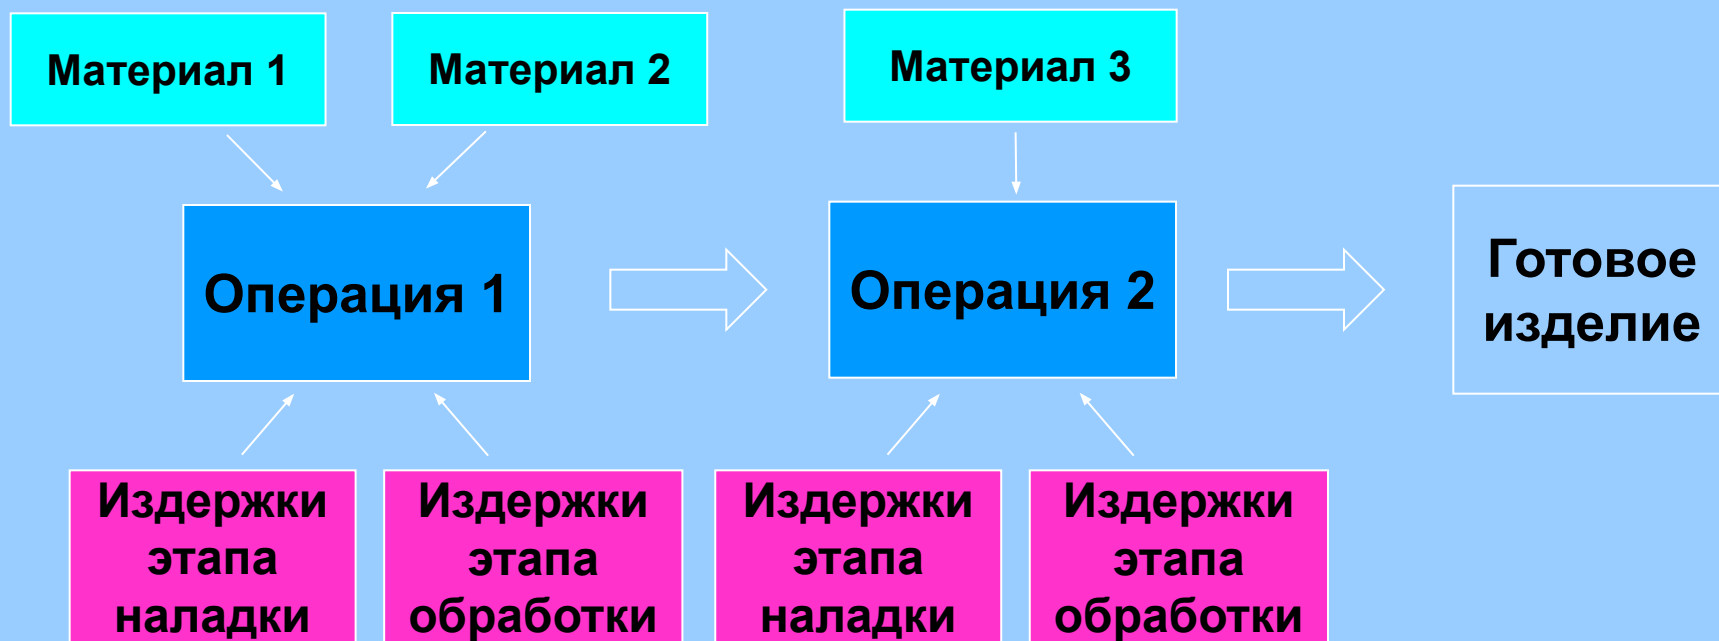 Материал 1
Материал 2
Материал 3
Операция 1
Операция 2
Готовое
изделие
Издержки
этапа
наладки
Издержки
этапа
обработки
Издержки
этапа
наладки
Издержки
этапа
обработки